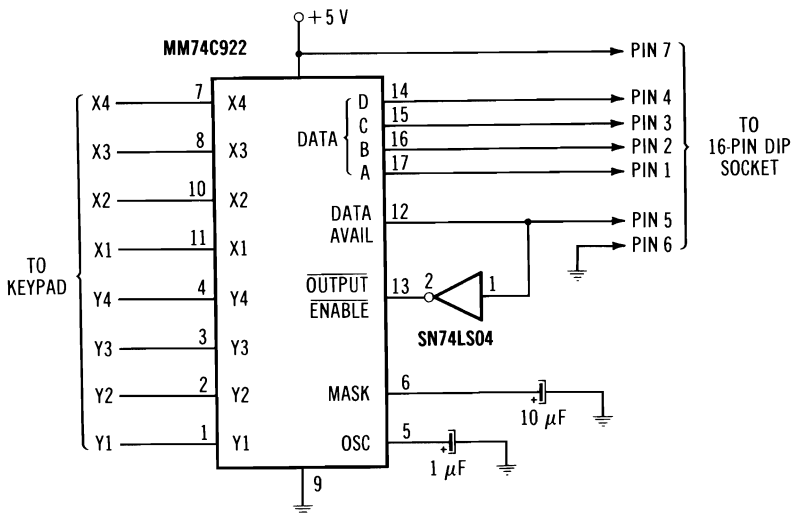 +5 V
MM74C922
PIN 7
X4 7 X4
D 14 PIN 4
C 15 PIN 3
DATA
X3 8 X3
B 16 PIN 2
A 17 PIN 1
TO
16-PIN DIP
SOCKET
X2 10 X2
DATA
AVAIL
12 PIN 5
PIN 6
X1 11 X1
TO
KEYPAD
Y4 4 Y4
OUTPUT
ENABLE
13 2 1
SN74LS04
Y3 3 Y3
Y2 2 Y2
MASK 6
+
10 μF
Y1 1 Y1
OSC 5
+
1 μF
9